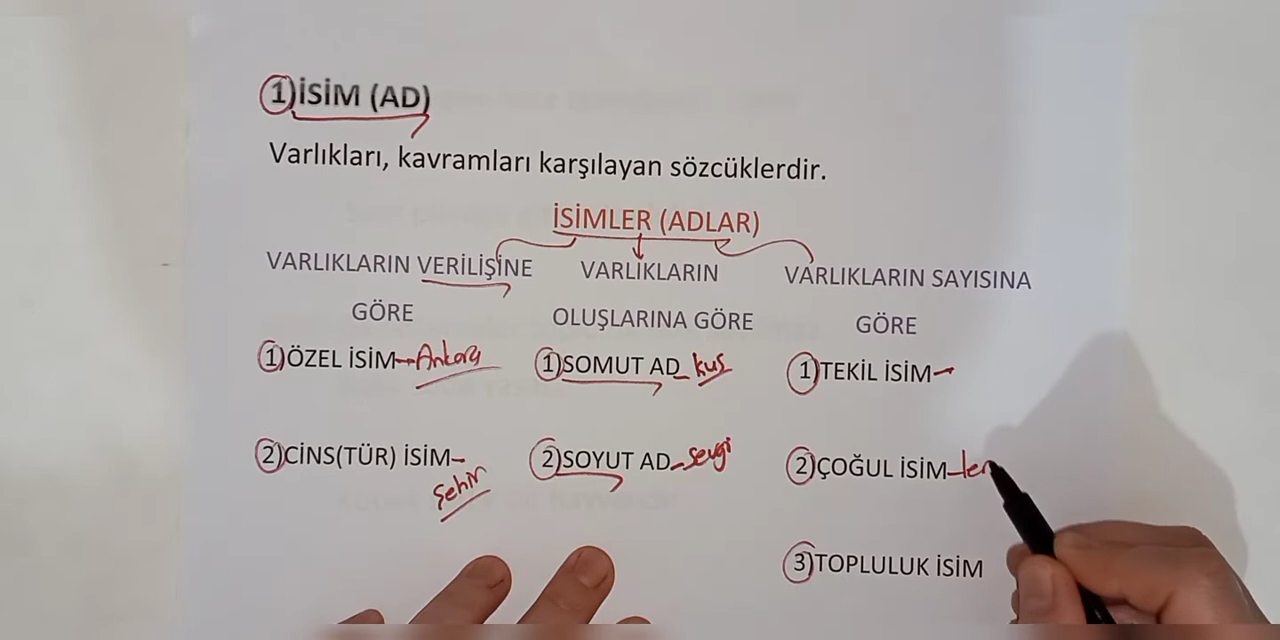 1)İSİM (AD)
Varlıkları, kavramları karşılayan sözcüklerdir.
İSİMLER (ADLAR)
VARLIKLARIN VERİLİŞİNE
GÖRE
1)ÖZEL İSİM Ankara
2)CİNS(TÜR) İSİM
şehir
VARLIKLARIN
OLUŞLARINA GÖRE
1)SOMUT AD kuş
2)SOYUT AD sevgi
VARLIKLARIN SAYISINA
GÖRE
1)TEKİL İSİM
2)ÇOĞUL İSİM ler
3)TOPLULUK İSİM